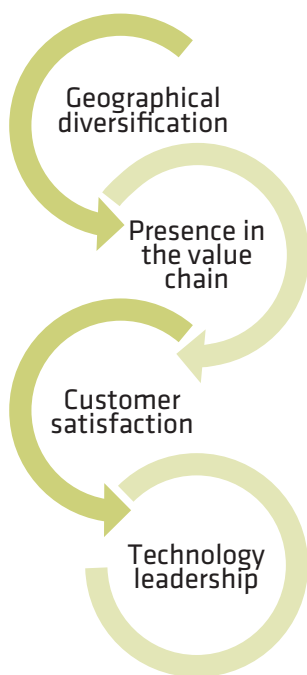 Geographical
diversification
Presence in
the value
chain
Customer
satisfaction
Technology
leadership